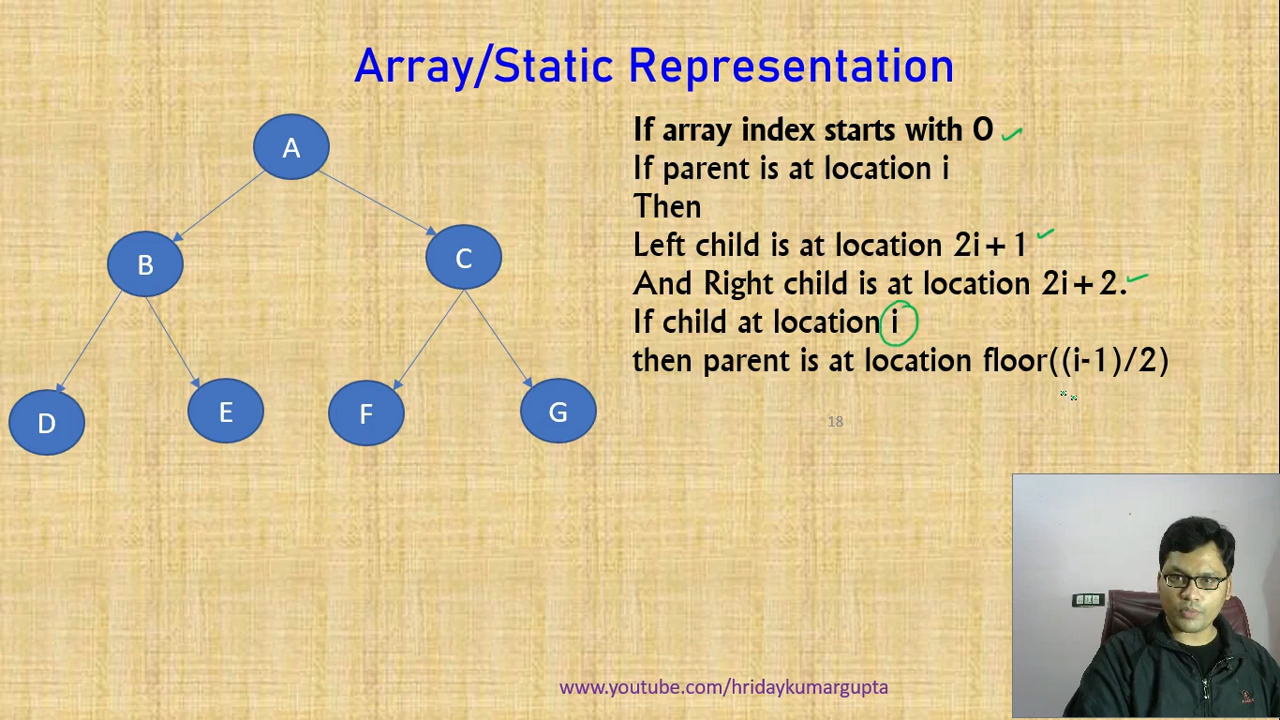 Array/Static Representation
A
B
C
D
E
F
G
If array index starts with 0
If parent is at location i
Then
Left child is at location 2i+1
And Right child is at location 2i+2.
If child at location i
then parent is at location floor((i-1)/2)
18
www.youtube.com/hridaykumargupta